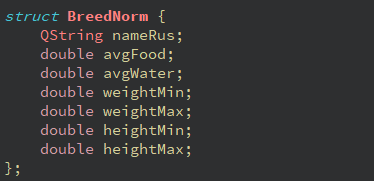 struct BreedNorm {
    QString nameRus;
    double avgFood;
    double avgWater;
    double weightMin;
    double weightMax;
    double heightMin;
    double heightMax;
};